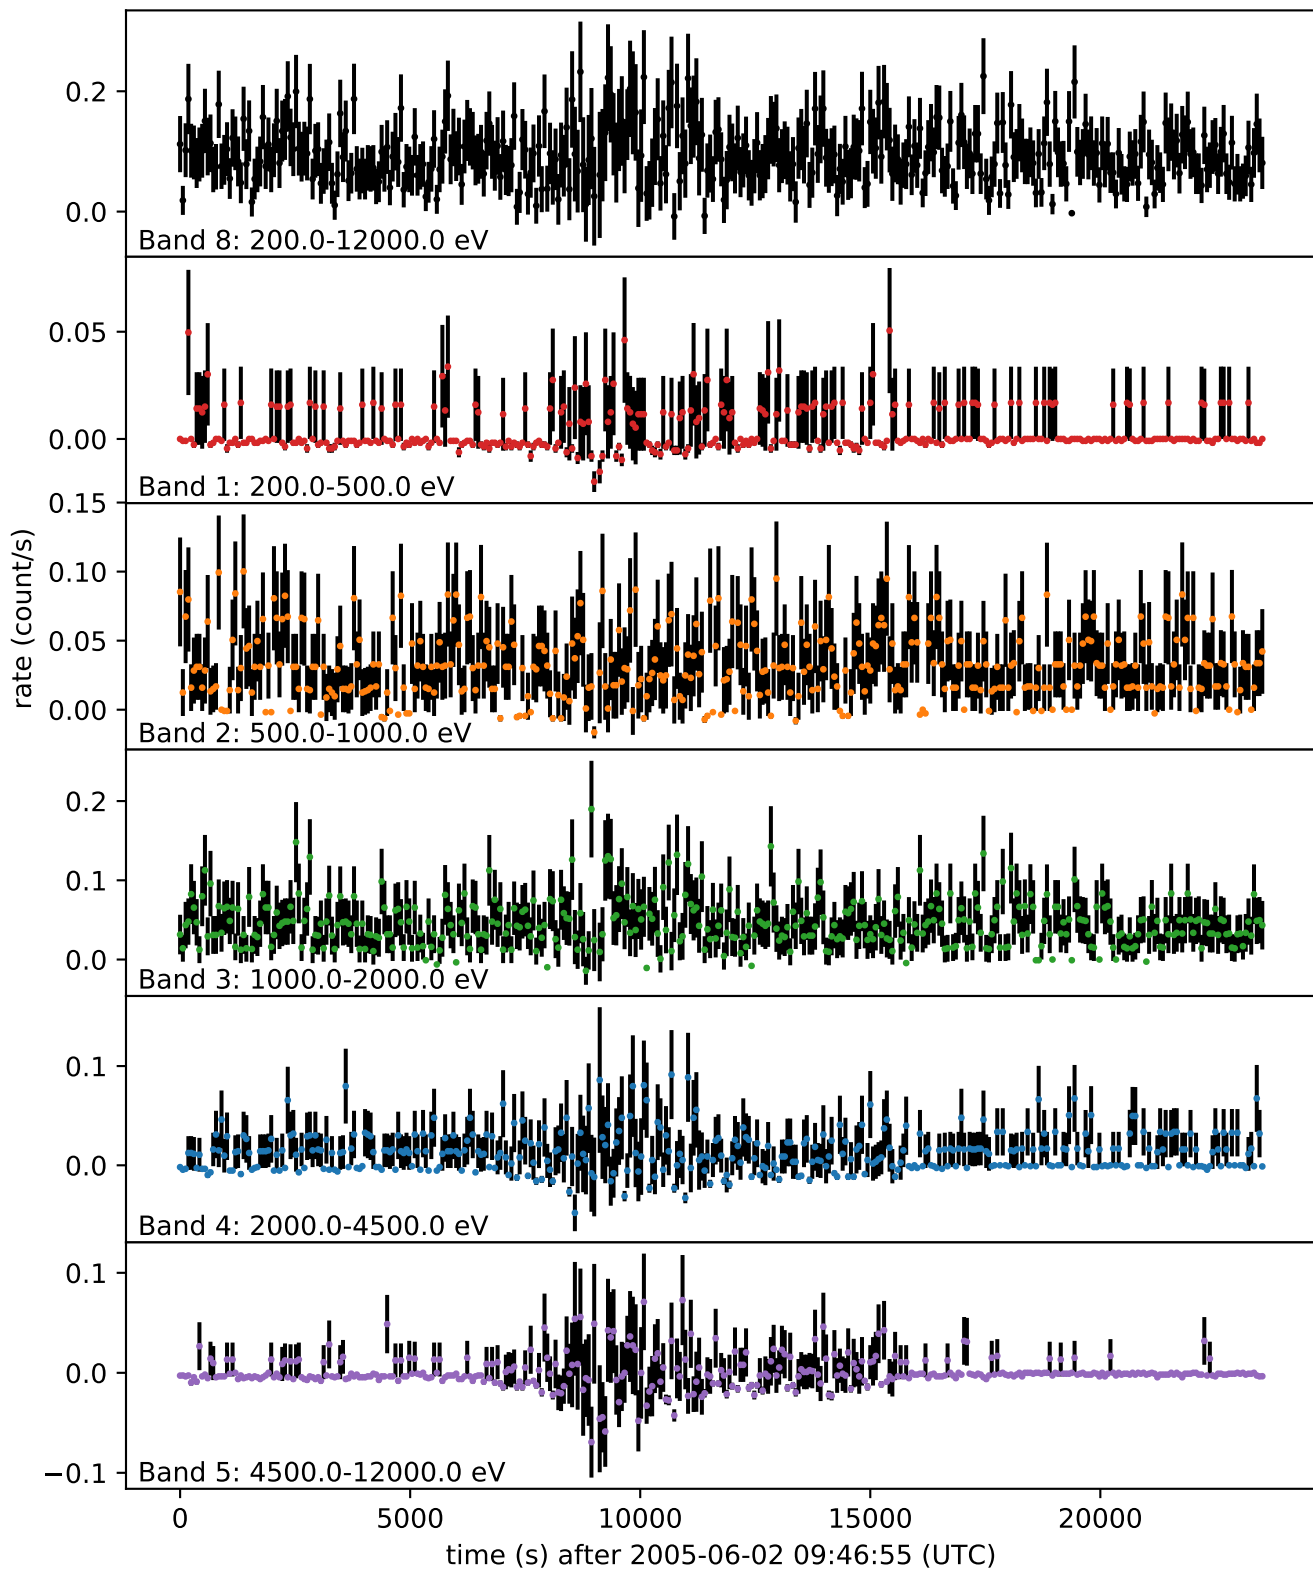 0.2
0.0
Band 8: 200.0-12000.0 eV
0.05
0.00
Band 1: 200.0-500.0 eV
0.15
0.10
0.05
0.00
Band 2: 500.0-1000.0 eV
rate (count/s)
0.2
0.1
0.0
Band 3: 1000.0-2000.0 eV
0.1
0.0
Band 4: 2000.0-4500.0 eV
0.1
0.0
−0.1
Band 5: 4500.0-12000.0 eV
0 5000 10000 15000 20000
time (s) after 2005-06-02 09:46:55 (UTC)